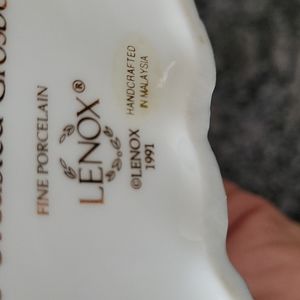 FINE PORCELAIN
LENOX®
HANDCRAFTED
IN MALAYSIA
©LENOX
1991